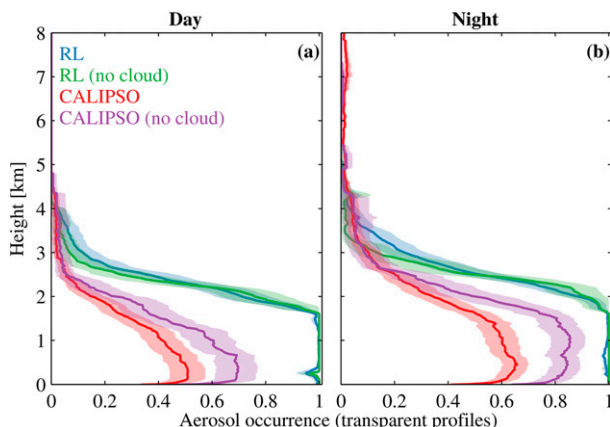 Day Night
8 (a) (b)
RL
7 RL (no cloud)
CALIPSO
6 CALIPSO (no cloud)
5
Height [km]
4
3
2
1
0
0 0.2 0.4 0.6 0.8 1 0 0.2 0.4 0.6 0.8 1
Aerosol occurrence (transparent profiles)